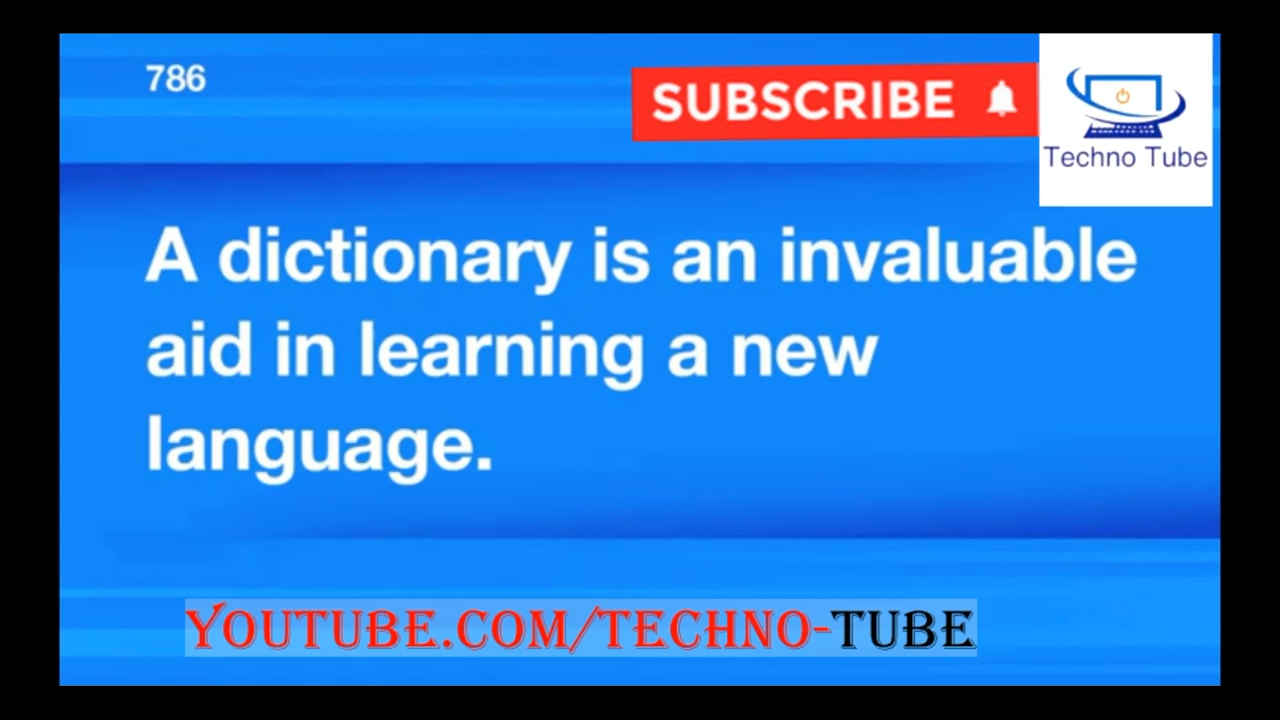 786
SUBSCRIBE
Techno Tube
A dictionary is an invaluable
aid in learning a new
language.
YOUTUBE.COM/TECHNO-TUBE